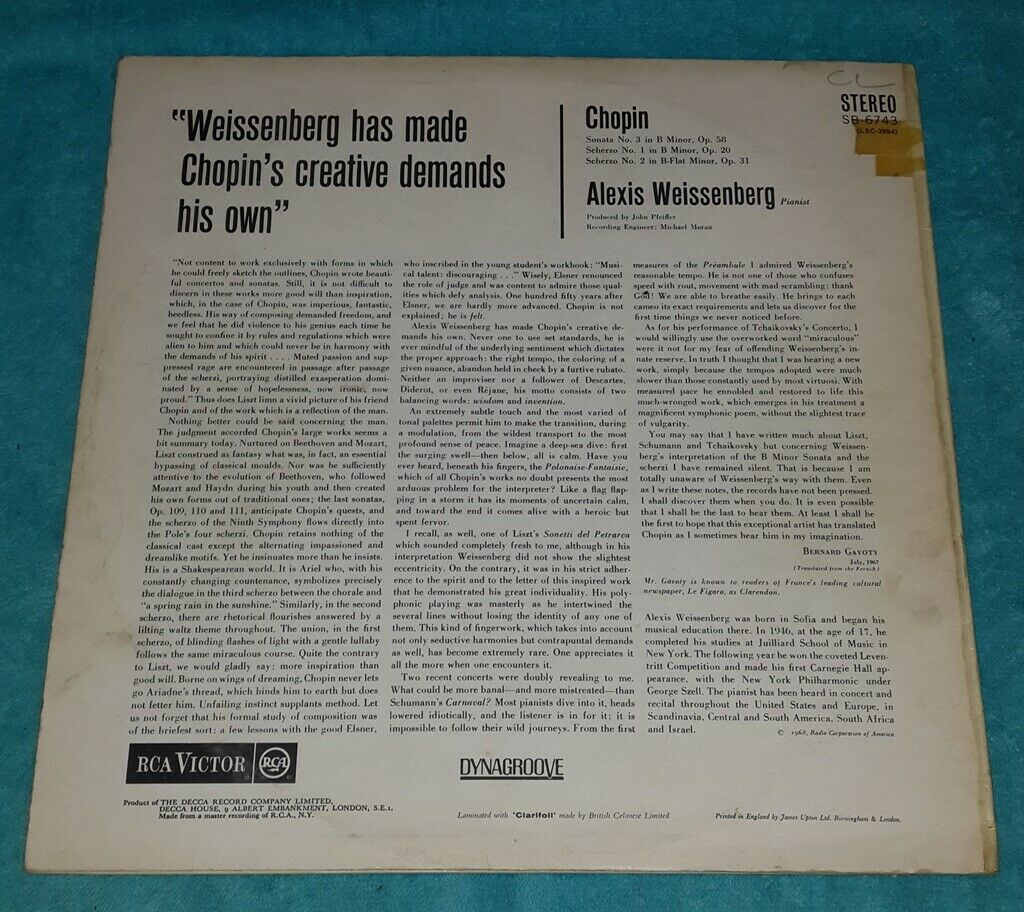 CL
STEREO
SB-6743
(LSC-2984)
"Weissenberg has made
Chopin's creative demands
his own"
Chopin
Sonata No. 3 in B Minor, Op. 58
Scherzo No. 1 in B Minor, Op. 20
Scherzo No. 2 in B-Flat Minor, Op. 31
Alexis Weissenberg Pianist
Produced by John Pfeiffer
Recording Engineer: Michael Moran
"Not content to work exclusively with forms in which
he could freely sketch the outlines, Chopin wrote beauti-
ful concertos and sonatas. Still, it is not difficult to
discern in these works more good will than inspiration,
which, in the case of Chopin, was imperious, fantastic,
heedless. His way of composing demanded freedom, and
we feel that he did violence to his genius each time he
sought to confine it by rules and regulations which were
alien to him and which could never be in harmony with
the demands of his spirit . . . . Muted passion and sup-
pressed rage are encountered in passage after passage
of the scherzi, portraying distilled exasperation domi-
nated by a sense of hopelessness, now ironic, now
proud." Thus does Liszt limn a vivid picture of his friend
Chopin and of the work which is a reflection of the man.
Nothing better could be said concerning the man.
The judgment accorded Chopin's large works seems a
bit summary today. Nurtured on Beethoven and Mozart,
Liszt construed as fantasy what was, in fact, an essential
bypassing of classical moulds. Nor was he sufficiently
attentive to the evolution of Beethoven, who followed
Mozart and Haydn during his youth and then created
his own forms out of traditional ones; the last sonatas,
Op. 109, 110 and 111, anticipate Chopin's quests, and
the scherzo of the Ninth Symphony flows directly into
the Pole's four scherzi. Chopin retains nothing of the
classical cast except the alternating impassioned and
dreamlike motifs. Yet he insinuates more than he insists.
His is a Shakespearean world. It is Ariel who, with his
constantly changing countenance, symbolizes precisely
the dialogue in the third scherzo between the chorale and
"a spring rain in the sunshine." Similarly, in the second
scherzo, there are rhetorical flourishes answered by a
lilting waltz theme throughout. The union, in the first
scherzo, of blinding flashes of light with a gentle lullaby
follows the same miraculous course. Quite the contrary
to Liszt, we would gladly say: more inspiration than
good will. Borne on wings of dreaming, Chopin never lets
go Ariadne's thread, which binds him to earth but does
not fetter him. Unfailing instinct supplants method. Let
us not forget that his formal study of composition was
of the briefest sort: a few lessons with the good Elsner,
who inscribed in the young student's workbook: "Musi-
cal talent: discouraging . . ." Wisely, Elsner renounced
the role of judge and was content to admire those qual-
ities which defy analysis. One hundred fifty years after
Elsner, we are hardly more advanced. Chopin is not
explained; he is felt.
Alexis Weissenberg has made Chopin's creative de-
mands his own. Never one to use set standards, he is
ever mindful of the underlying sentiment which dictates
the proper approach: the right tempo, the coloring of a
given nuance, abandon held in check by a furtive rubato.
Neither an improviser nor a follower of Descartes,
Diderot, or even Réjane, his motto consists of two
balancing words: wisdom and invention.
An extremely subtle touch and the most varied of
tonal palettes permit him to make the transition, during
a modulation, from the wildest transport to the most
profound sense of peace. Imagine a deep-sea dive: first
the surging swell—then below, all is calm. Have you
ever heard, beneath his fingers, the Polonaise-Fantaisie,
which of all Chopin's works no doubt presents the most
arduous problem for the interpreter? Like a flag flap-
ping in a storm it has its moments of uncertain calm,
and toward the end it comes alive with a heroic but
spent fervor.
I recall, as well, one of Liszt's Sonetti del Petrarca
which sounded completely fresh to me, although in his
interpretation Weissenberg did not show the slightest
eccentricity. On the contrary, it was in his strict adher-
ence to the spirit and to the letter of this inspired work
that he demonstrated his great individuality. His poly-
phonic playing was masterly as he intertwined the
several lines without losing the identity of any one of
them. This kind of fingerwork, which takes into account
not only seductive harmonies but contrapuntal demands
as well, has become extremely rare. One appreciates it
all the more when one encounters it.
Two recent concerts were doubly revealing to me.
What could be more banal—and more mistreated—than
Schumann's Carnaval? Most pianists dive into it, heads
lowered idiotically, and the listener is in for it; it is
impossible to follow their wild journeys. From the first
measures of the Préambule I admired Weissenberg's
reasonable tempo. He is not one of those who confuses
speed with rout, movement with mad scrambling; thank
God! We are able to breathe easily. He brings to each
cameo its exact requirements and lets us discover for the
first time things we never noticed before.
As for his performance of Tchaikovsky's Concerto, I
would willingly use the overworked word "miraculous"
were it not for my fear of offending Weissenberg's in-
nate reserve. In truth I thought that I was hearing a new
work, simply because the tempos adopted were much
slower than those constantly used by most virtuosi. With
measured pace he ennobled and restored to life this
much-wronged work, which emerges in his treatment a
magnificent symphonic poem, without the slightest trace
of vulgarity.
You may say that I have written much about Liszt,
Schumann and Tchaikovsky but concerning Weissen-
berg's interpretation of the B Minor Sonata and the
scherzi I have remained silent. That is because I am
totally unaware of Weissenberg's way with them. Even
as I write these notes, the records have not been pressed.
I shall discover them when you do. It is even possible
that I shall be the last to hear them. At least I shall be
the first to hope that this exceptional artist has translated
Chopin as I sometimes hear him in my imagination.
BERNARD GAVOTY
July, 1967
(Translated from the French)
Mr. Gavoty is known to readers of France's leading cultural
newspaper, Le Figaro, as Clarendon.
Alexis Weissenberg was born in Sofia and began his
musical education there. In 1946, at the age of 17, he
completed his studies at Juilliard School of Music in
New York. The following year he won the coveted Leven-
tritt Competition and made his first Carnegie Hall ap-
pearance, with the New York Philharmonic under
George Szell. The pianist has been heard in concert and
recital throughout the United States and Europe, in
Scandinavia, Central and South America, South Africa
and Israel.
© 1968, Radio Corporation of America
RCA VICTOR RCA
DYNAGROOVE
Product of THE DECCA RECORD COMPANY LIMITED,
DECCA HOUSE, 9 ALBERT EMBANKMENT, LONDON, S.E.1.
Made from a master recording of R.C.A., N.Y.
Laminated with 'Clarifoil' made by British Celanese Limited
Printed in England by James Upton Ltd. Birmingham & London.